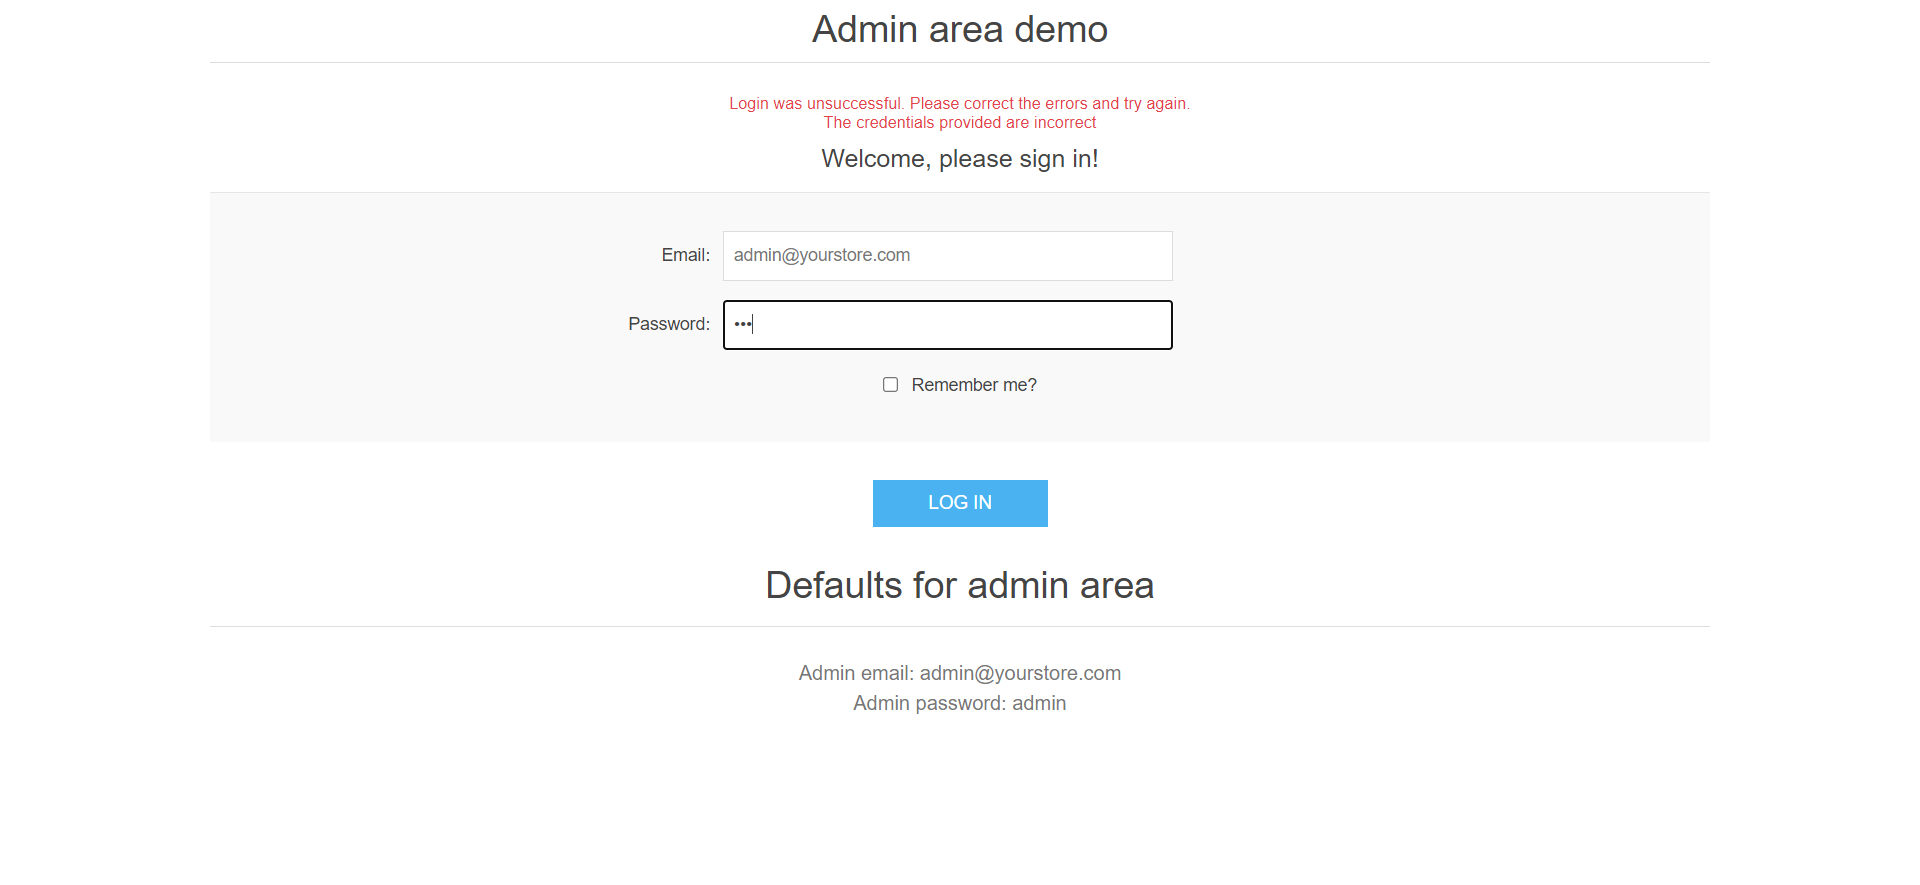 Admin area demo
Login was unsuccessful. Please correct the errors and try again.
The credentials provided are incorrect
Welcome, please sign in!
Email: admin@yourstore.com
Password: •••
Remember me?
LOG IN
Defaults for admin area
Admin email: admin@yourstore.com
Admin password: admin